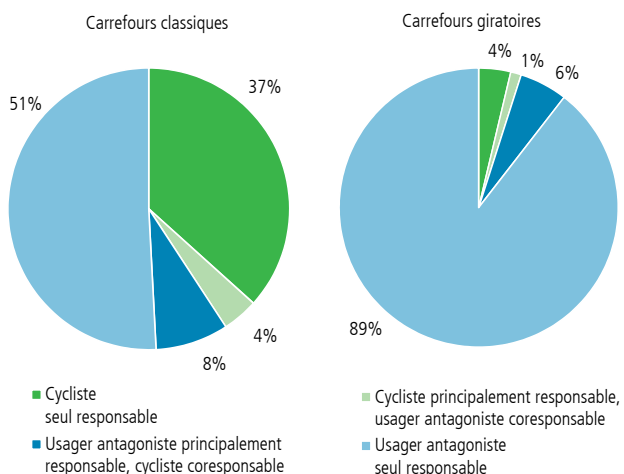 Carrefours classiques
51%
37%
4%
8%
Carrefours giratoires
4%
1%
6%
89%
Cycliste
seul responsable
Usager antagoniste principalement
responsable, cycliste coresponsable
Cycliste principalement responsable,
usager antagoniste coresponsable
Usager antagoniste
seul responsable